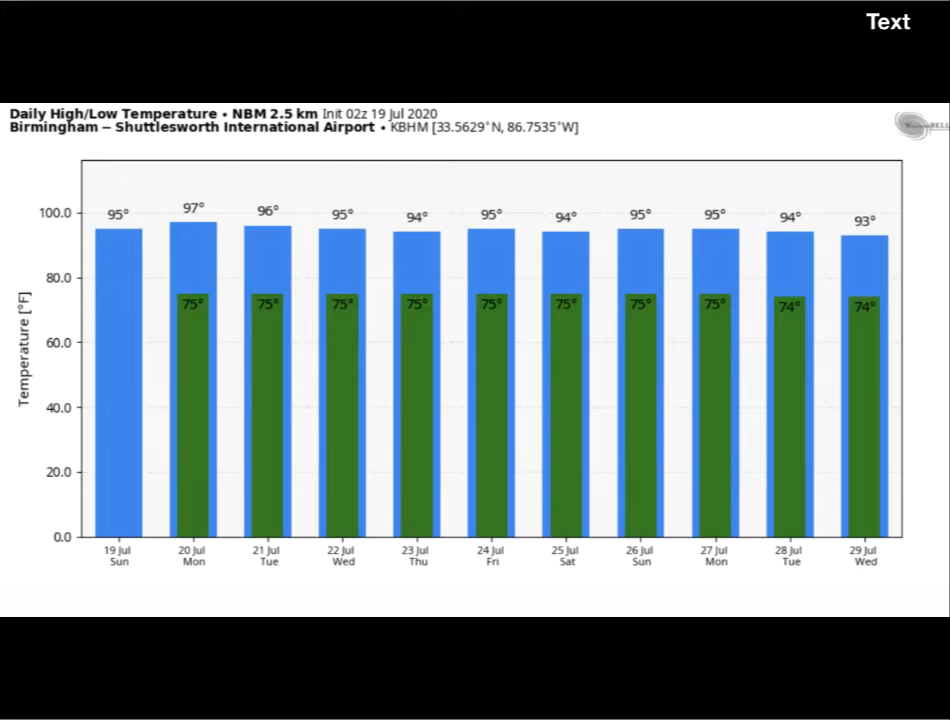 Text
Daily High/Low Temperature • NBM 2.5 km Init 02z 19 Jul 2020
Birmingham – Shuttlesworth International Airport • KBHM [33.5629°N, 86.7535°W]
Temperature [°F]
100.0
80.0
60.0
40.0
20.0
0.0
95° 97° 96° 95° 94° 95° 94° 95° 95° 94° 93°
75° 75° 75° 75° 75° 75° 75° 75° 74° 74°
19 Jul 20 Jul 21 Jul 22 Jul 23 Jul 24 Jul 25 Jul 26 Jul 27 Jul 28 Jul 29 Jul
Sun Mon Tue Wed Thu Fri Sat Sun Mon Tue Wed